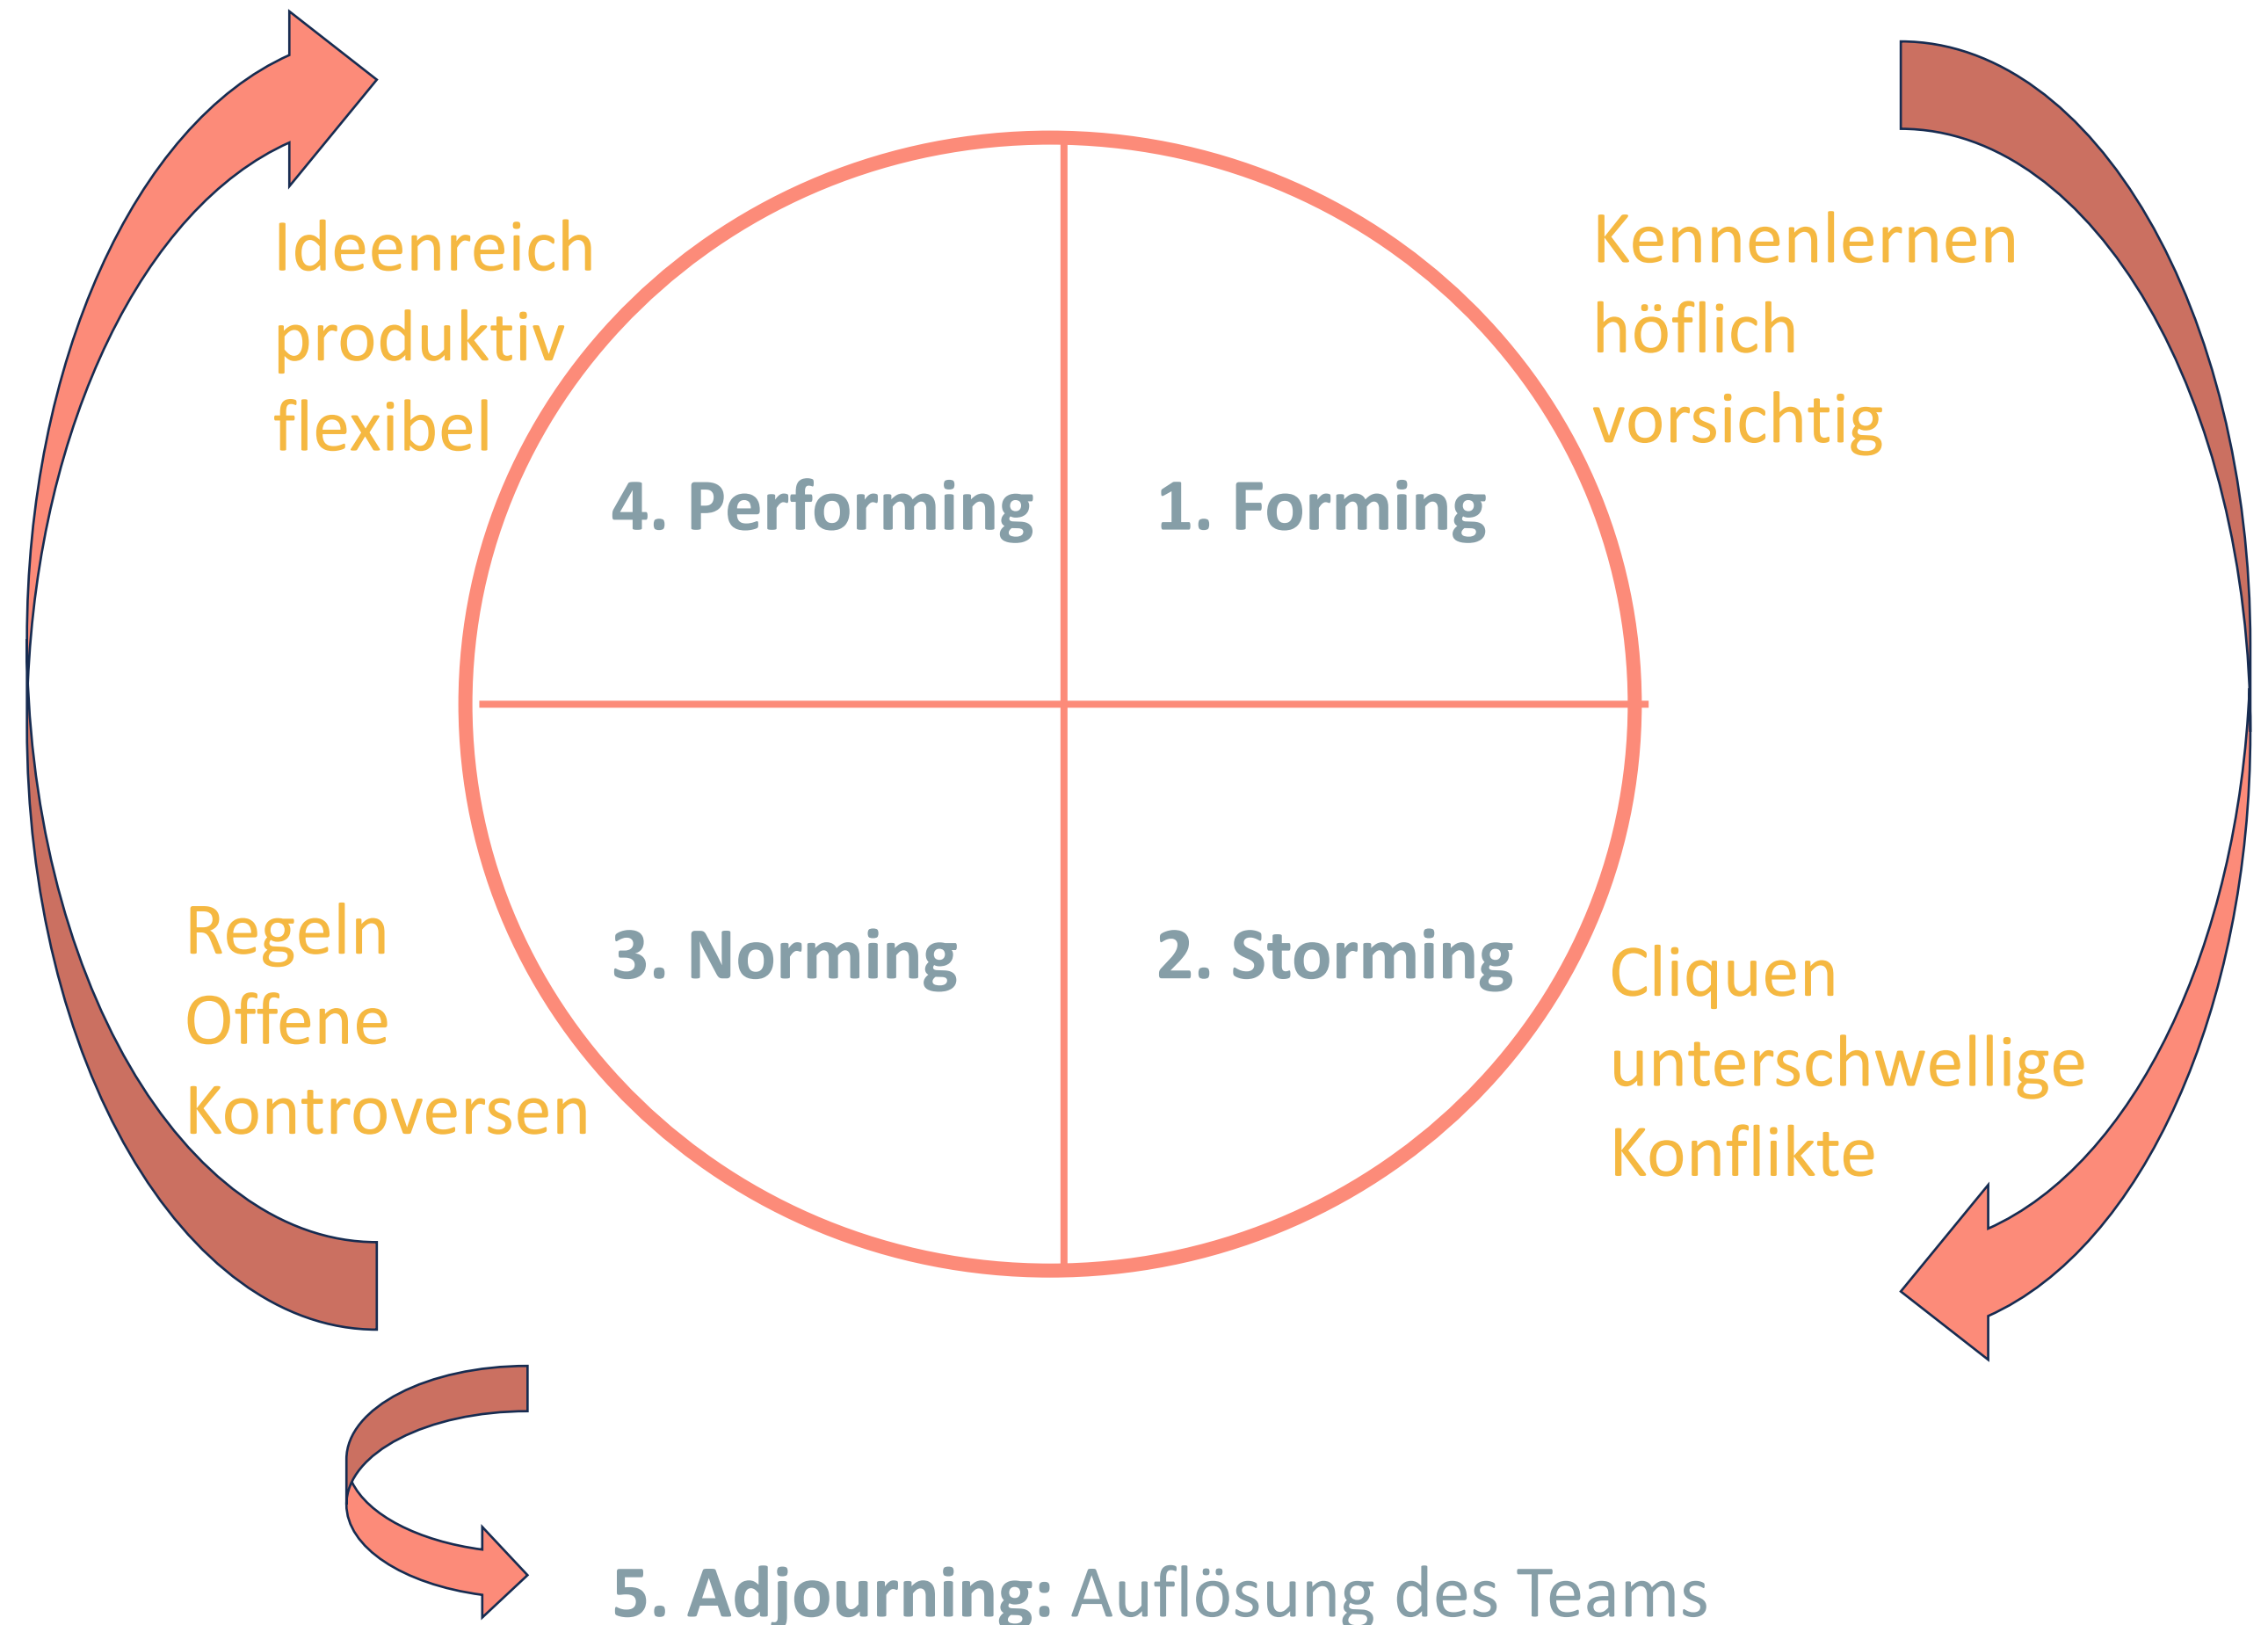 Ideenreich
produktiv
flexibel
Kennenlernen
höflich
vorsichtig
4. Performing
1. Forming
3. Norming
2. Storming
Regeln
Offene
Kontroversen
Cliquen
unterschwellige
Konflikte
5. Adjourning: Auflösung des Teams